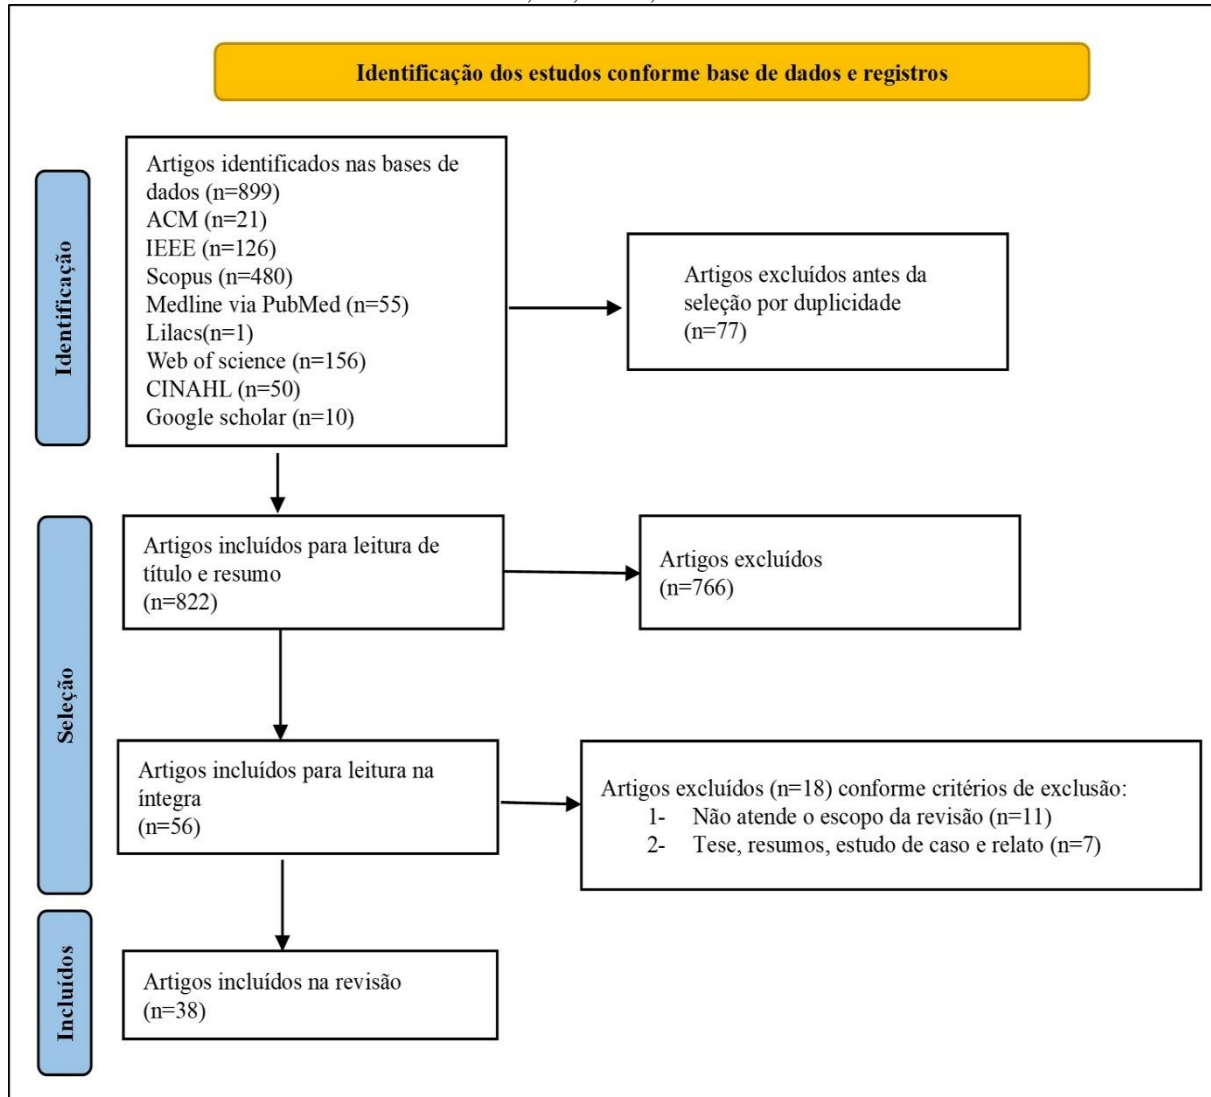 Identificação dos estudos conforme base de dados e registros
Identificação
Artigos identificados nas bases de
dados (n=899)
ACM (n=21)
IEEE (n=126)
Scopus (n=480)
Medline via PubMed (n=55)
Lilacs(n=1)
Web of science (n=156)
CINAHL (n=50)
Google scholar (n=10)
Artigos excluídos antes da
seleção por duplicidade
(n=77)
Seleção
Artigos incluídos para leitura de
título e resumo
(n=822)
Artigos excluídos
(n=766)
Artigos incluídos para leitura na
íntegra
(n=56)
Artigos excluídos (n=18) conforme critérios de exclusão:
1- Não atende o escopo da revisão (n=11)
2- Tese, resumos, estudo de caso e relato (n=7)
Incluídos
Artigos incluídos na revisão
(n=38)